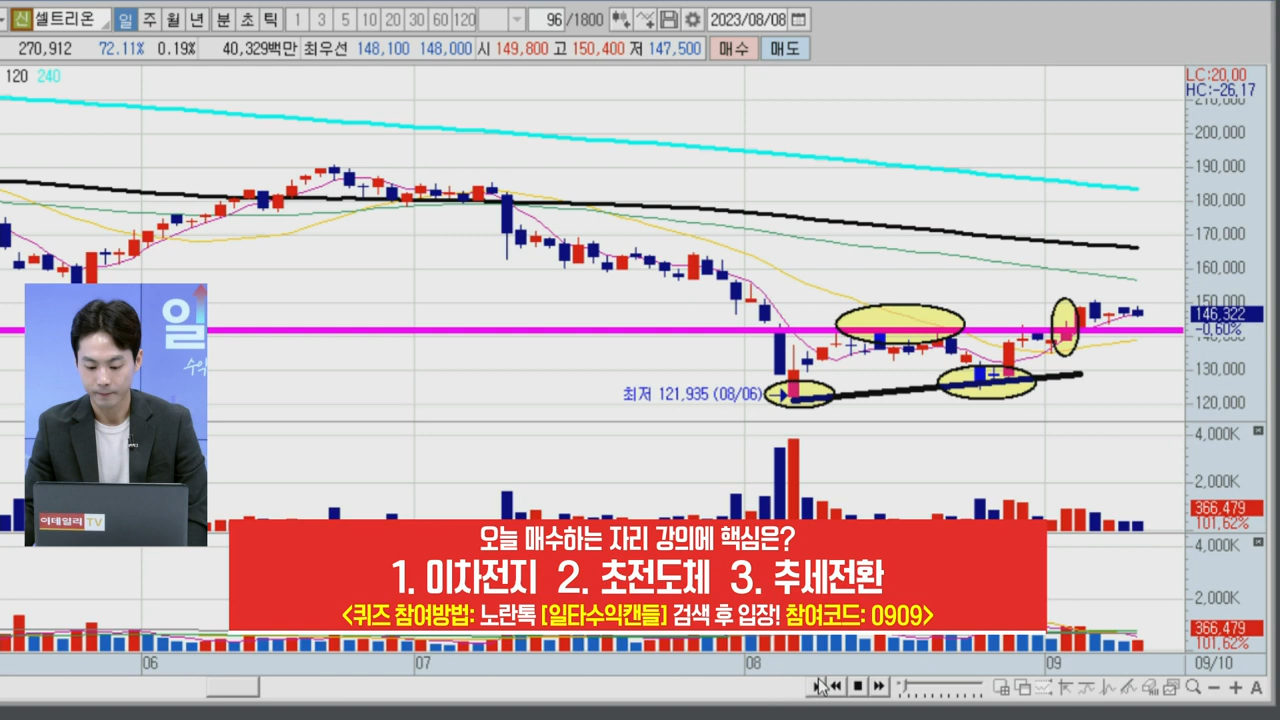 신 셀트리온 일 주 월 년 분 초 틱 1 3 5 10 20 30 60 120 96 /1800 2023/08/08
270,912 72.11% 0.19% 40,329백만 최우선 148,100 148,000 시 149,800 고 150,400 저 147,500 매수 매도
120 240
LC:20,00
HC:-26,17
210,000
200,000
190,000
180,000
170,000
160,000
150,000
146,322
-0,60%
140,000
130,000
최저 121,935 (08/06)
120,000
4,000K
2,000K
366,479
101,62%
4,000K
2,000K
366,479
101,62%
일
이데일리 TV
오늘 매수하는 자리 강의에 핵심은?
1. 이차전지 2. 초전도체 3. 추세전환
<퀴즈 참여방법: 노란톡 [일타수익캔들] 검색 후 입장! 참여코드: 0909>
06 07 08 09 09/10
A